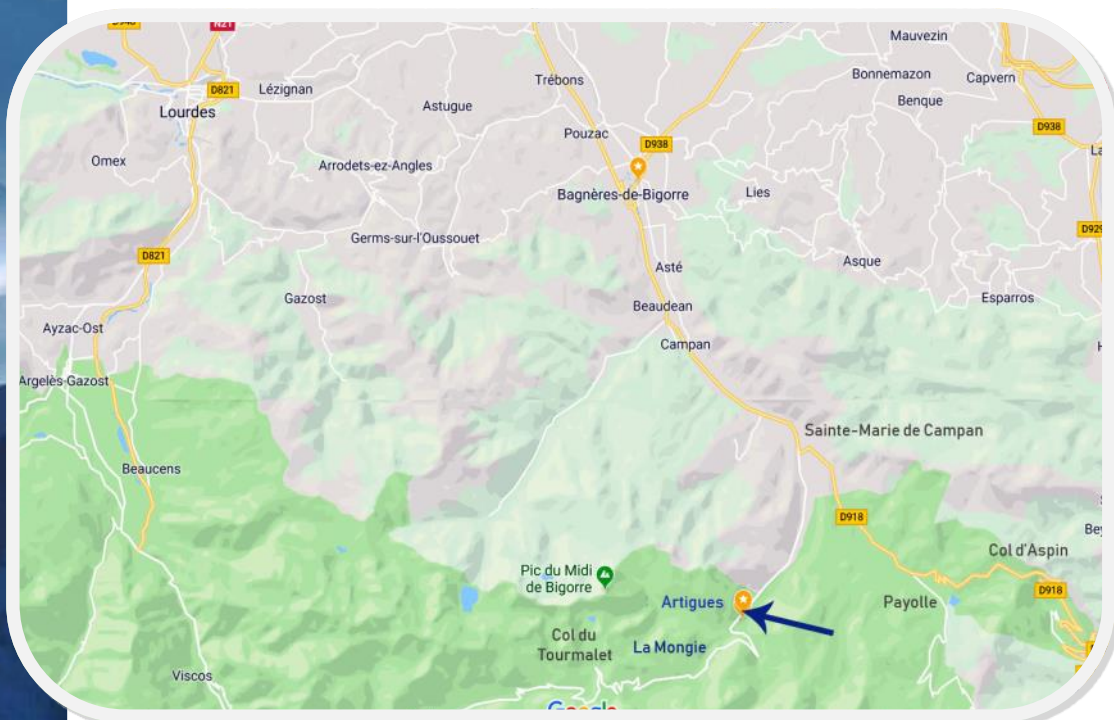 D940
N21
Mauvezin
Trébons
Bonnemazon
Capvern
D821
Lézignan
Astugue
Benque
Lourdes
Pouzac
D938
D938
Omex
Arrodets-ez-Angles
Bagnères-de-Bigorre
Lies
Germs-sur-l'Oussouet
D929
D821
Asté
Asque
Gazost
Beaudean
Esparros
Ayzac-Ost
Campan
Argelès-Gazost
Sainte-Marie de Campan
Beaucens
D918
Col d'Aspin
Pic du Midi
de Bigorre
D918
Artigues
Payolle
Col du
Tourmalet
La Mongie
Viscos
Google